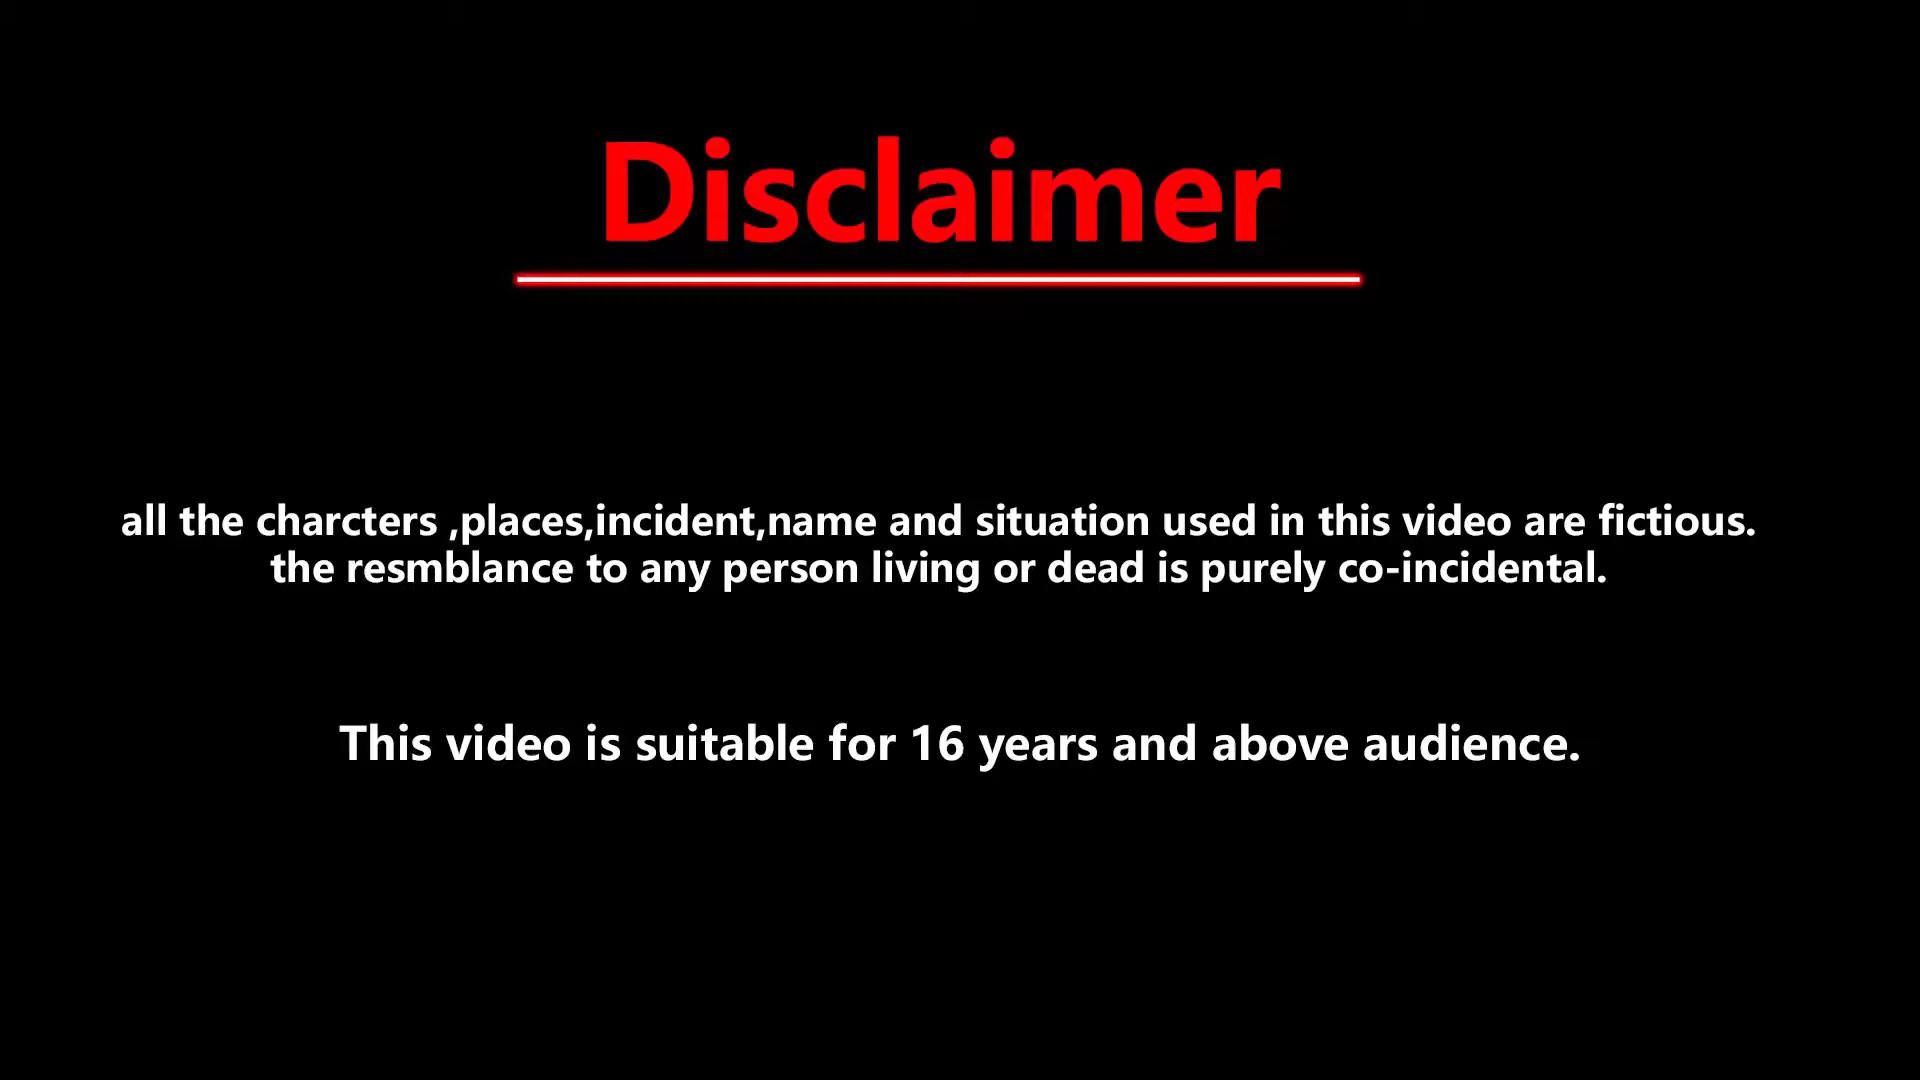 Disclaimer
all the charcters ,places,incident,name and situation used in this video are fictious.
the resmblance to any person living or dead is purely co-incidental.
This video is suitable for 16 years and above audience.